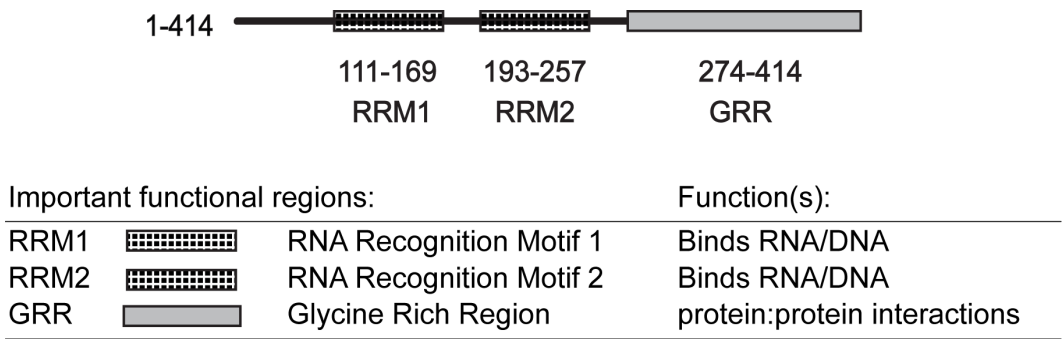 1-414
111-169 193-257 274-414
RRM1 RRM2 GRR
Important functional regions: Function(s):
RRM1 RNA Recognition Motif 1 Binds RNA/DNA
RRM2 RNA Recognition Motif 2 Binds RNA/DNA
GRR Glycine Rich Region protein:protein interactions